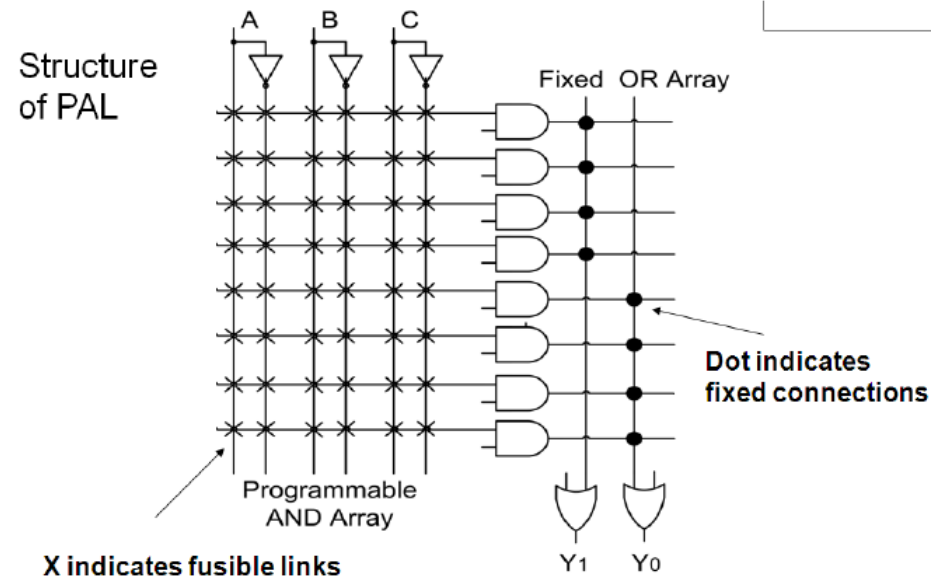 A B C
Structure
of PAL
Fixed OR Array
Dot indicates
fixed connections
Programmable
AND Array
X indicates fusible links
Y1 Y0